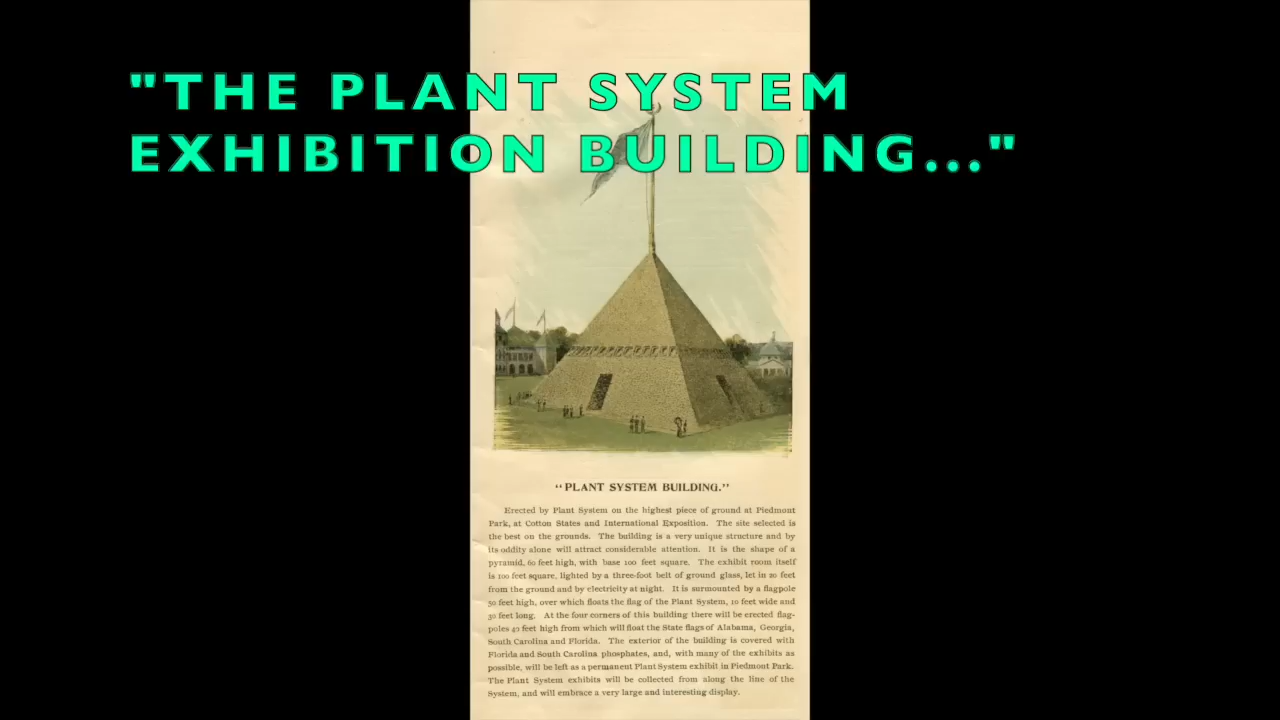 "THE PLANT SYSTEM
EXHIBITION BUILDING..."
"PLANT SYSTEM BUILDING."
Erected by Plant System on the highest piece of ground at Piedmont
Park, at Cotton States and International Exposition. The site selected is
the best on the grounds. The building is a very unique structure and by
its oddity alone will attract considerable attention. It is the shape of a
pyramid, 60 feet high, with base 100 feet square. The exhibit room itself
is 100 feet square, lighted by a three-foot belt of ground glass, let in 20 feet
from the ground and by electricity at night. It is surmounted by a flagpole
50 feet high, over which floats the flag of the Plant System, 10 feet wide and
30 feet long. At the four corners of this building there will be erected flag-
poles 40 feet high from which will float the State flags of Alabama, Georgia,
South Carolina and Florida. The exterior of the building is covered with
Florida and South Carolina phosphates, and, with many of the exhibits as
possible, will be left as a permanent Plant System exhibit in Piedmont Park.
The Plant System exhibits will be collected from along the line of the
System, and will embrace a very large and interesting display.